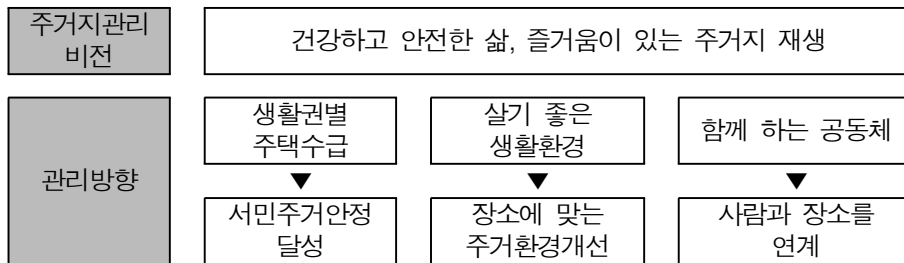 주거지관리
비전
건강하고 안전한 삶, 즐거움이 있는 주거지 재생
관리방향
생활권별
주택수급
살기 좋은
생활환경
함께 하는 공동체
▼
▼
▼
서민주거안정
달성
장소에 맞는
주거환경개선
사람과 장소를
연계